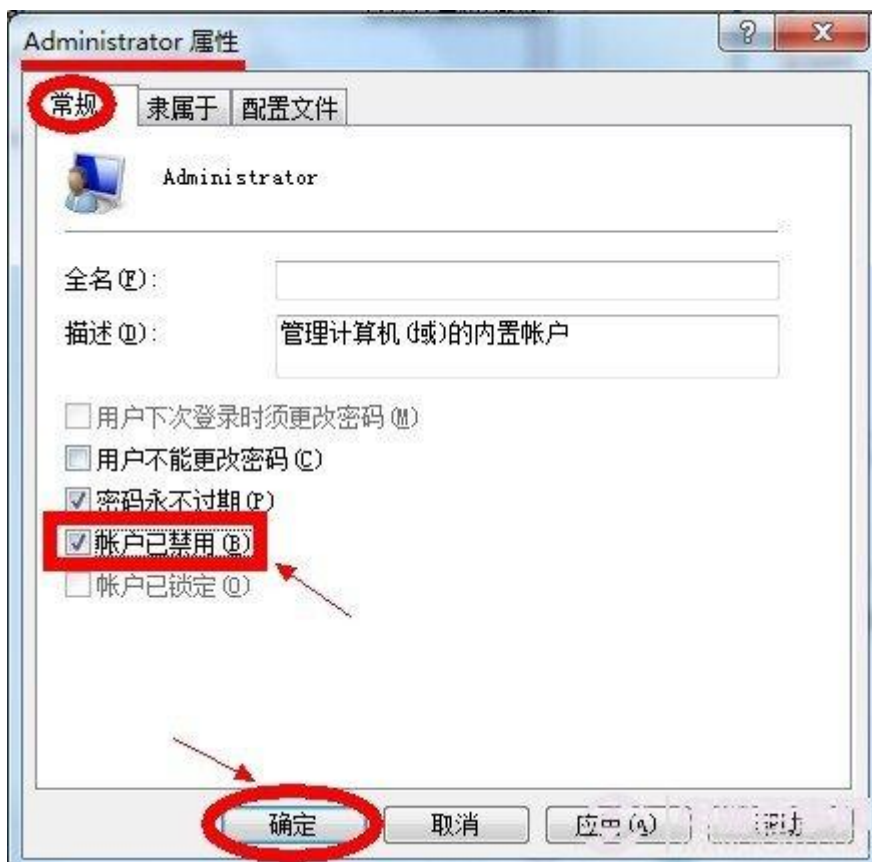 Administrator 属性
常规 隶属于 配置文件
Administrator
全名(F):
描述(D): 管理计算机(域)的内置帐户
用户下次登录时须更改密码(M)
用户不能更改密码(C)
密码永不过期(P)
帐户已禁用(B)
帐户已锁定(O)
确定 取消 应用(A)